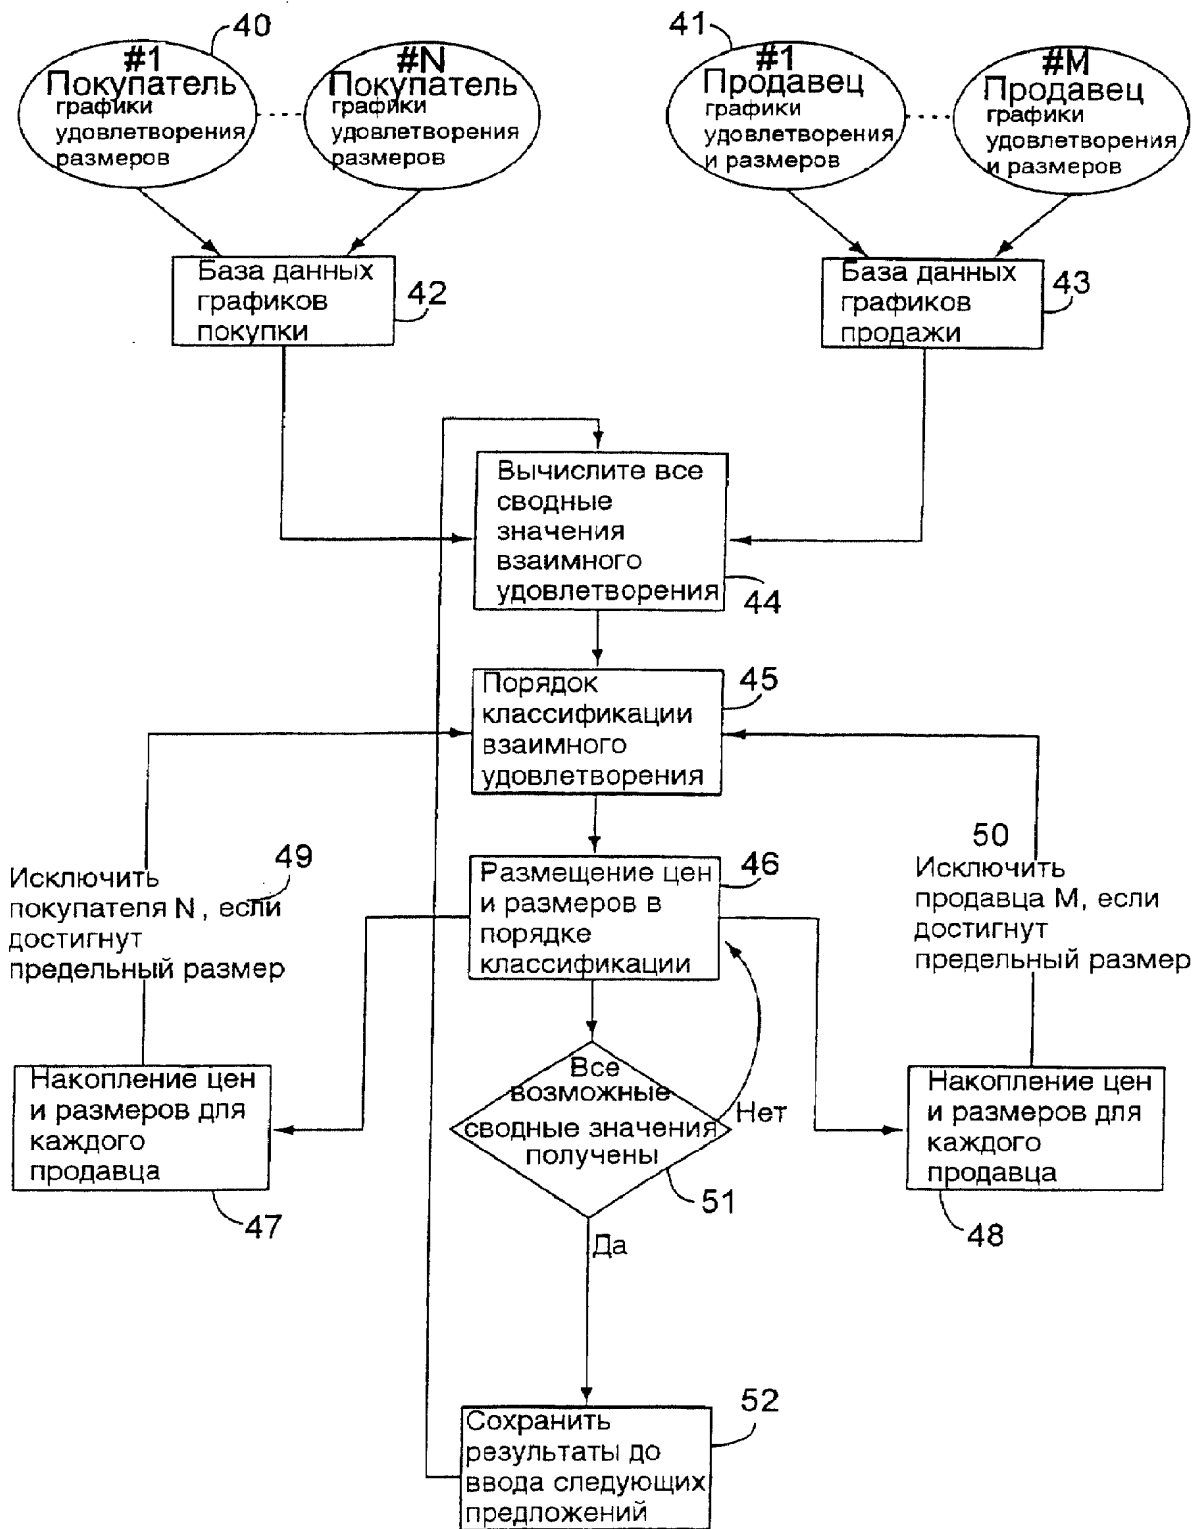 40
#1
Покупатель
графики
удовлетворения
размеров
#N
Покупатель
графики
удовлетворения
размеров
41
#1
Продавец
графики
удовлетворения
и размеров
#M
Продавец
графики
удовлетворения
и размеров
База данных
графиков
покупки
42
База данных
графиков
продажи
43
Вычислите все
сводные
значения
взаимного
удовлетворения
44
Порядок
классификации
взаимного
удовлетворения
45
Размещение цен
и размеров в
порядке
классификации
46
49
Исключить
покупателя N, если
достигнут
предельный размер
50
Исключить
продавца М, если
достигнут
предельный размер
Накопление цен
и размеров для
каждого
продавца
47
Все
возможные
сводные значения
получены
Нет
51
Да
Накопление цен
и размеров для
каждого
продавца
48
Сохранить
результаты до
ввода следующих
предложений
52